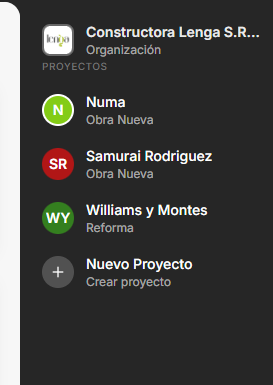 lenga
Constructora Lenga S.R...
Organización
PROYECTOS
N
Numa
Obra Nueva
SR
Samurai Rodriguez
Obra Nueva
WY
Williams y Montes
Reforma
+
Nuevo Proyecto
Crear proyecto